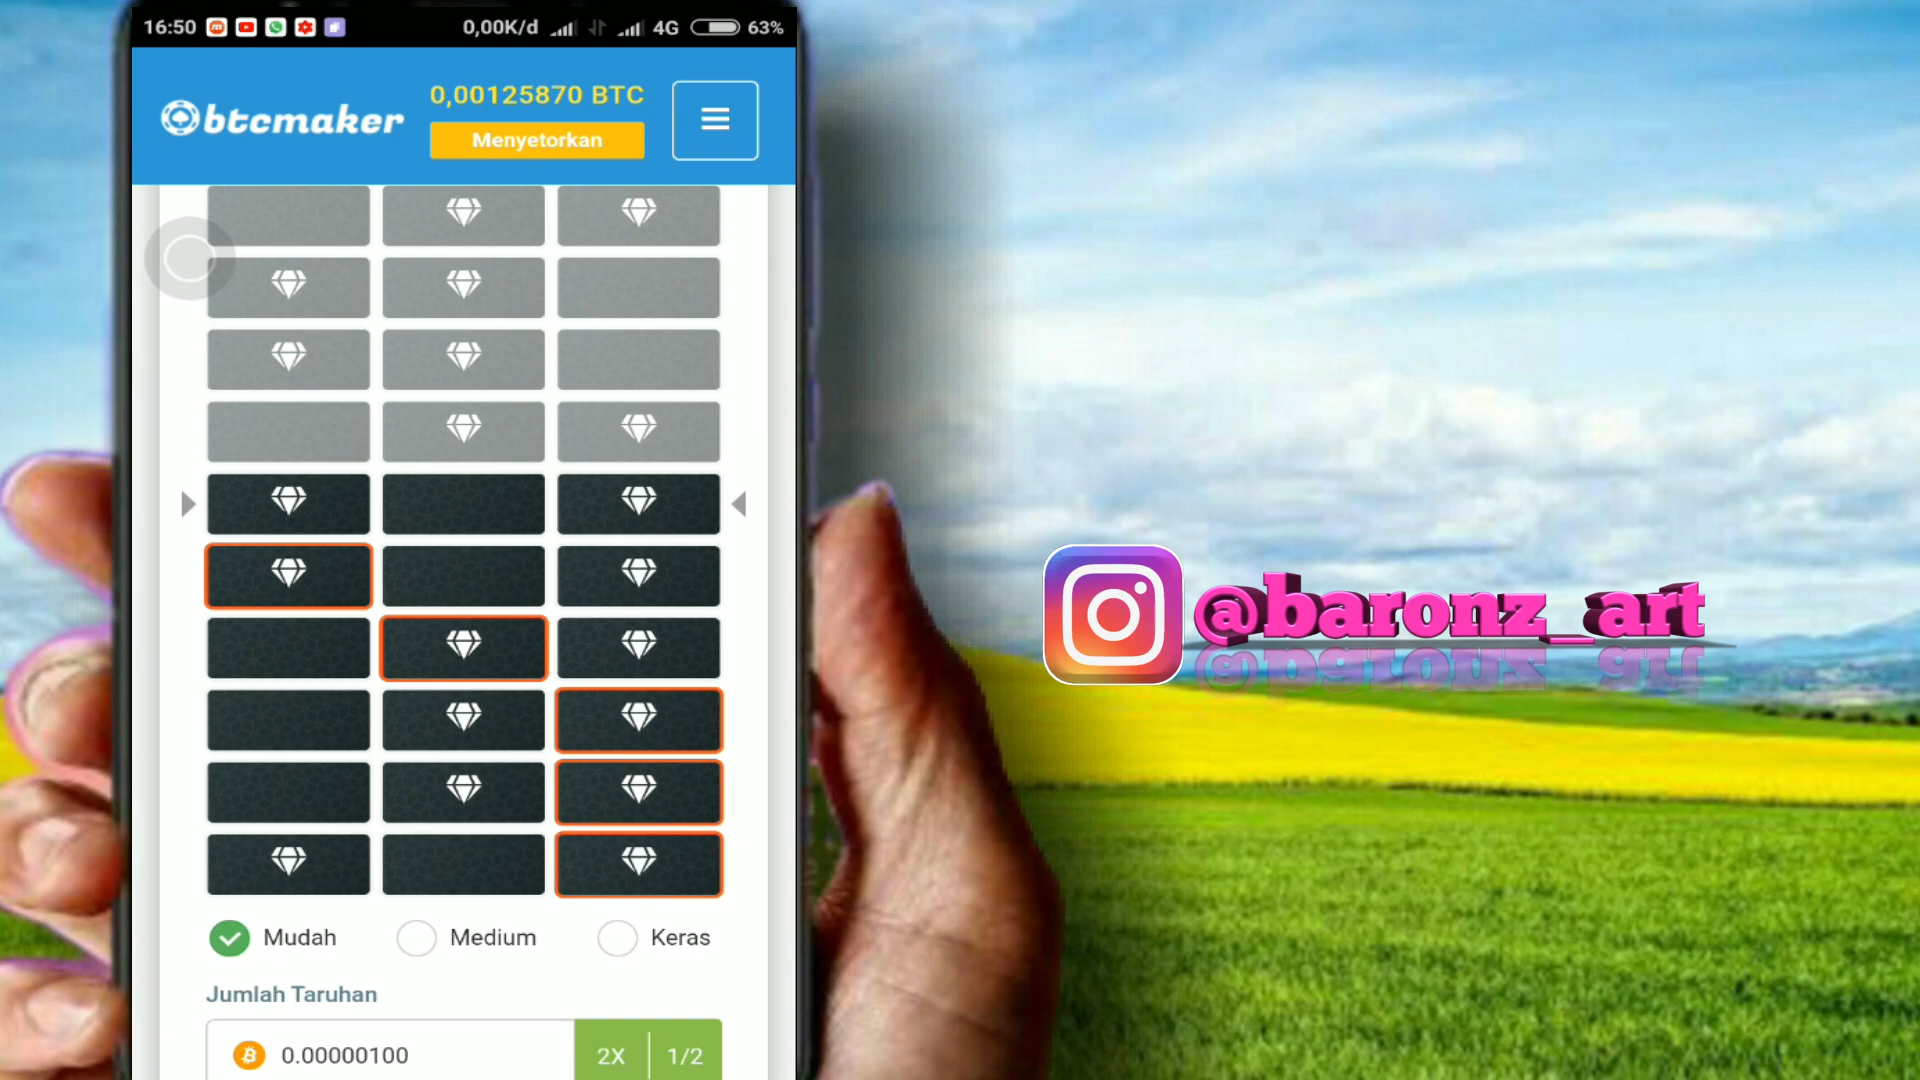 16:50 0,00K/d 4G 63%
btcmaker
0,00125870 BTC
Menyetorkan
Mudah Medium Keras
Jumlah Taruhan
0.00000100 2X 1/2
@baronz_art